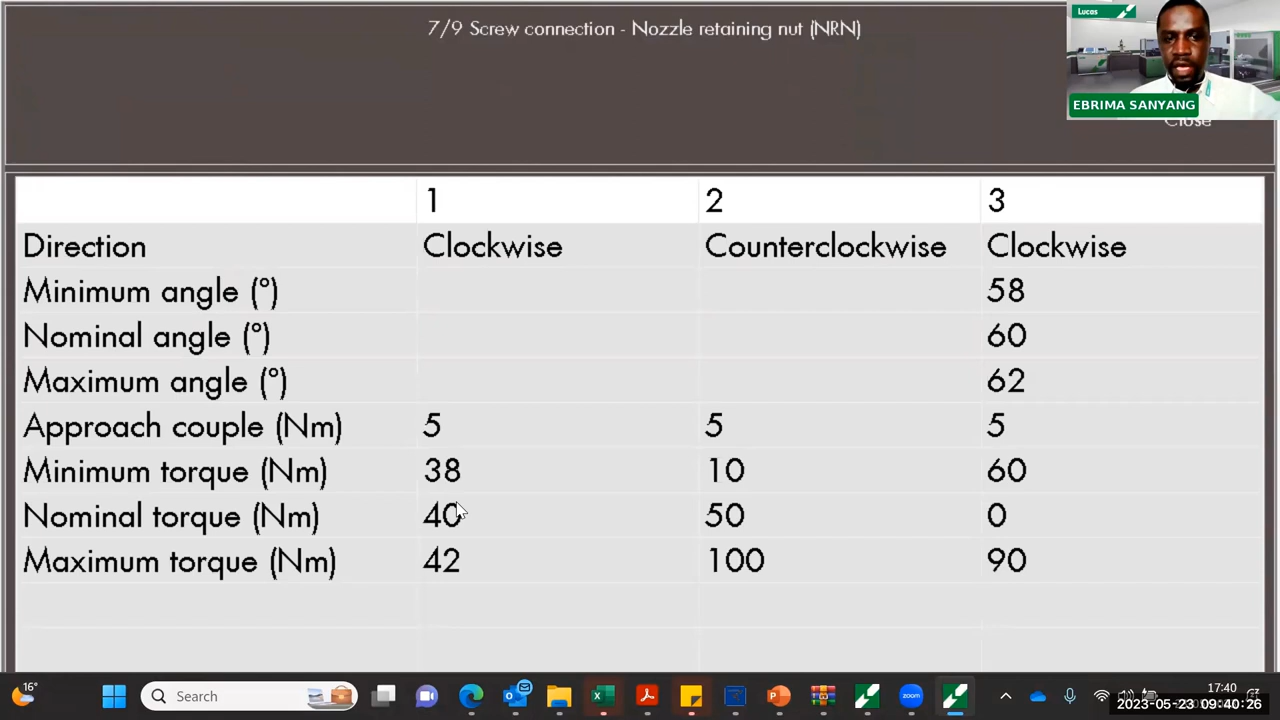 7/9 Screw connection - Nozzle retaining nut (NRN)
Lucas
EBRIMA SANYANG
Close
1 2 3
Direction Clockwise Counterclockwise Clockwise
Minimum angle (°) 58
Nominal angle (°) 60
Maximum angle (°) 62
Approach couple (Nm) 5 5 5
Minimum torque (Nm) 38 10 60
Nominal torque (Nm) 40 50 0
Maximum torque (Nm) 42 100 90
16°
Search
17:40
2023-05-23 09:40:26